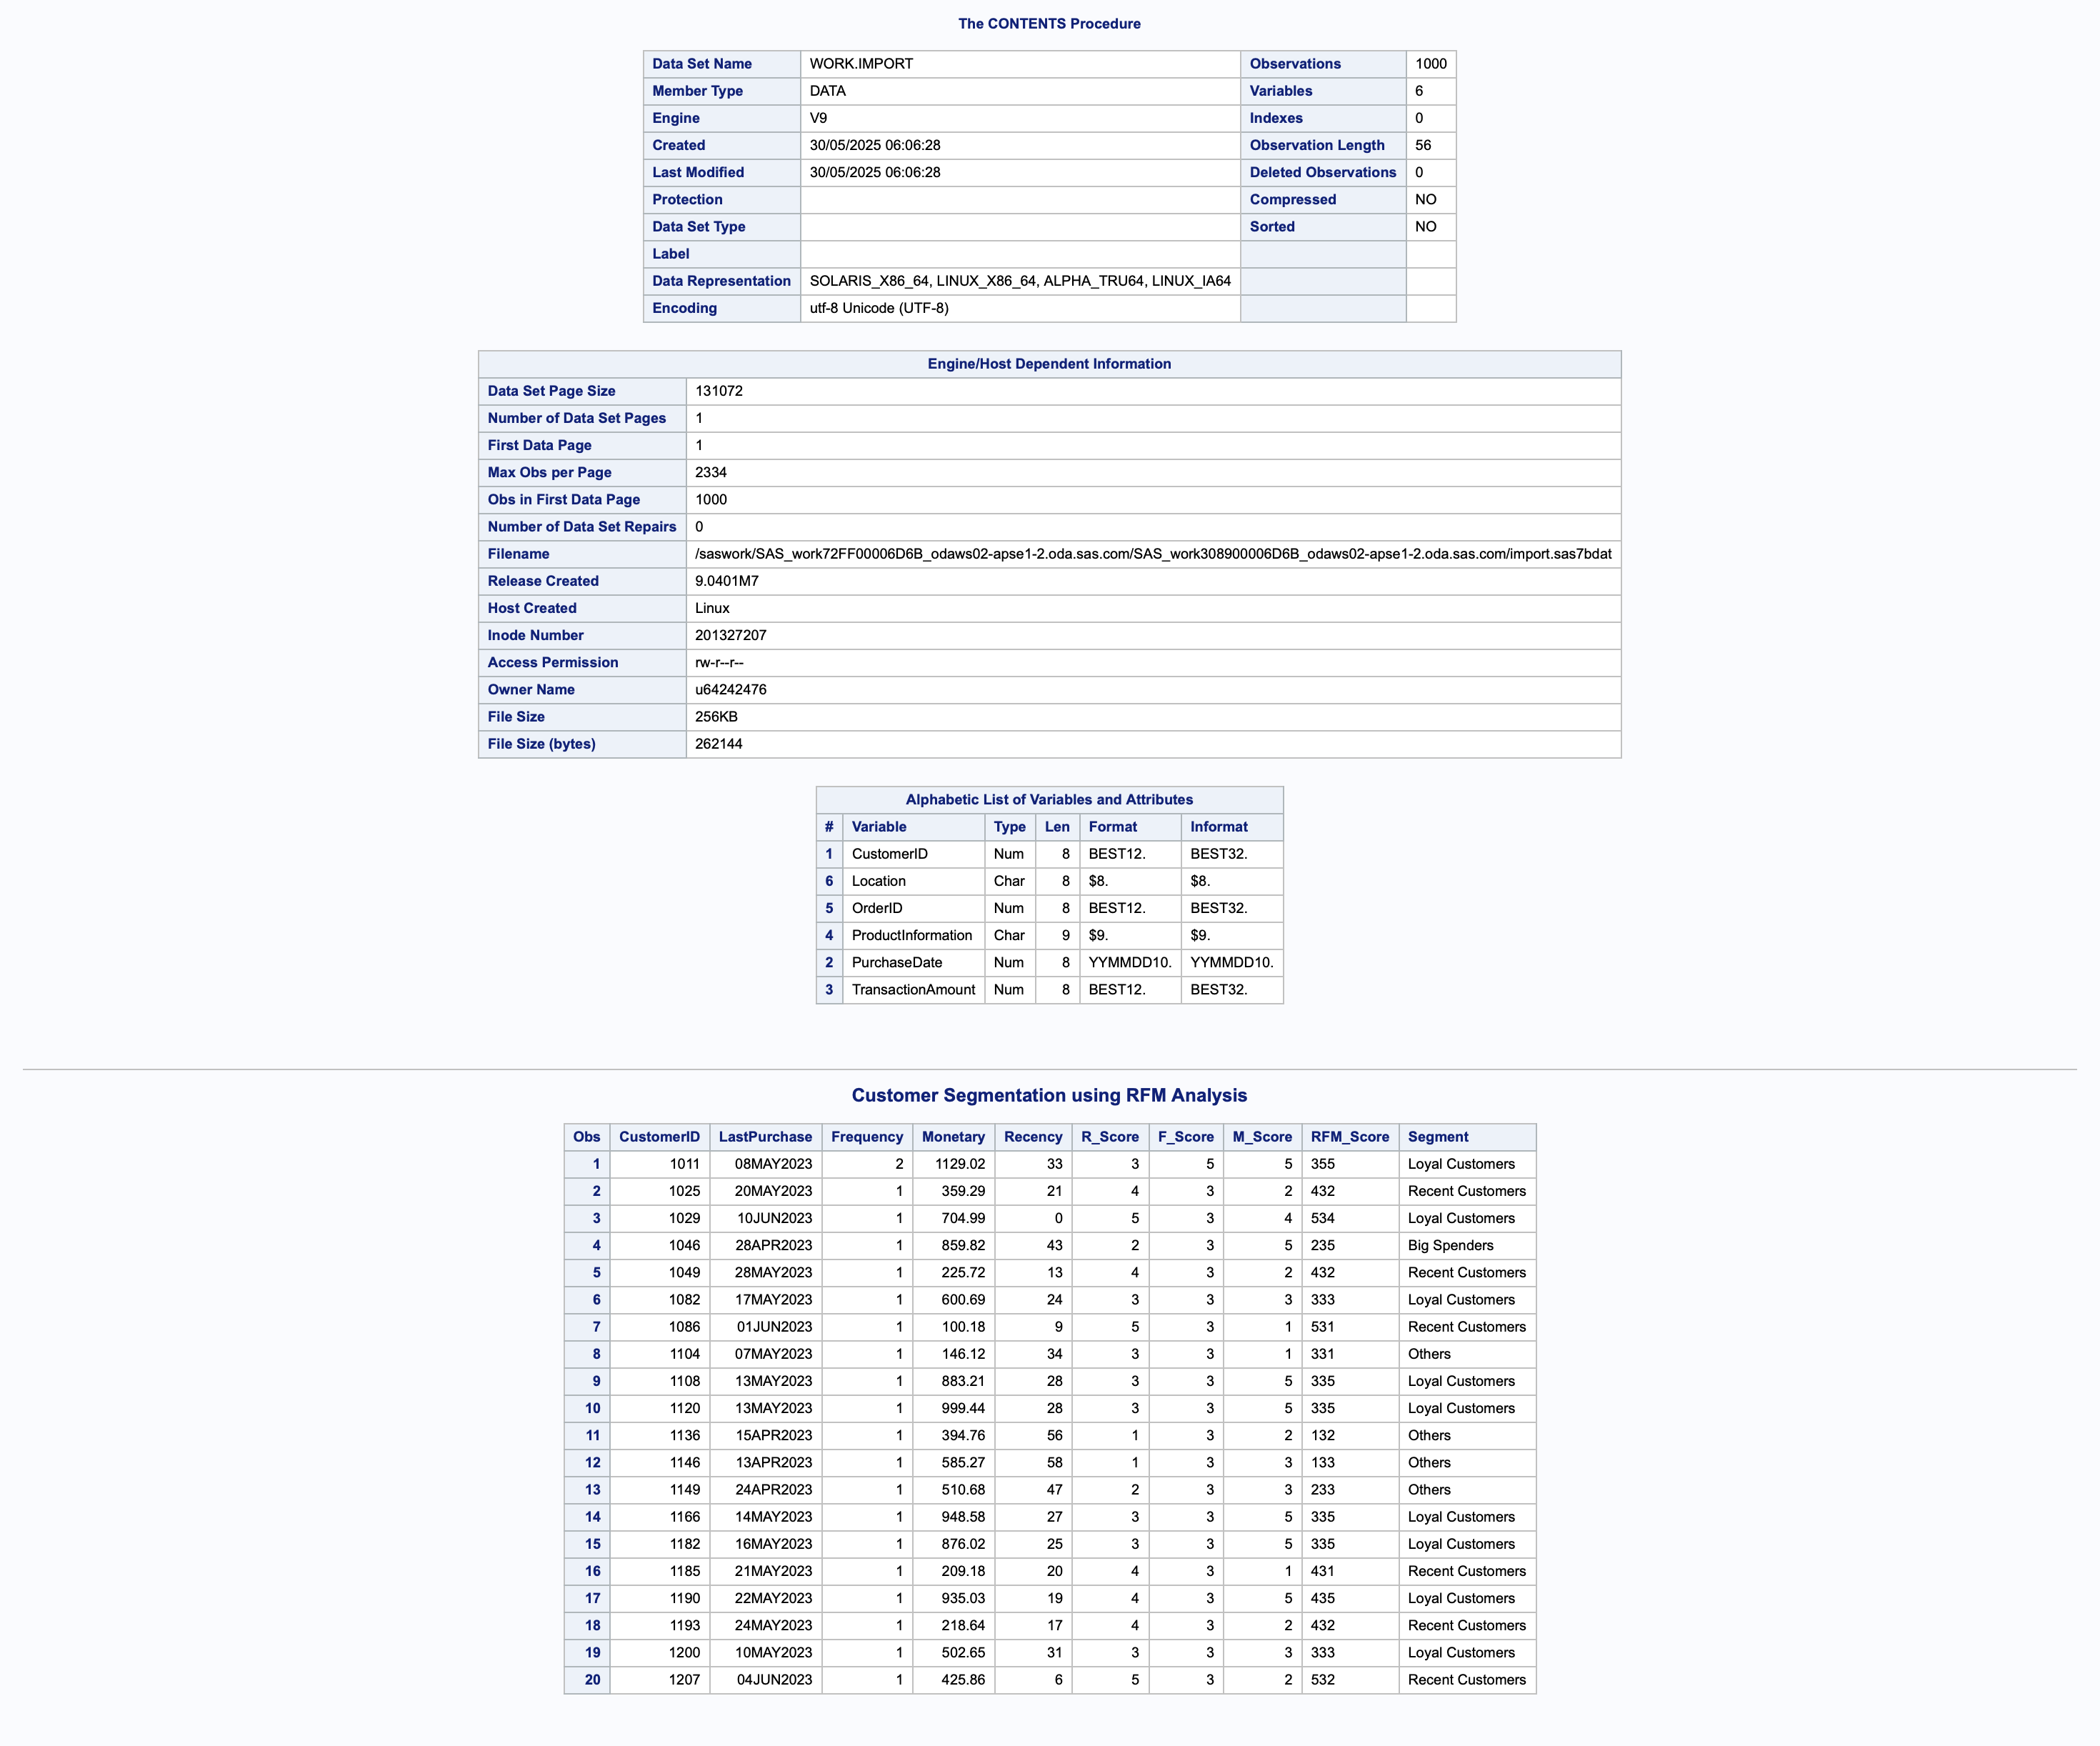 The CONTENTS Procedure
Data Set Name WORK.IMPORT Observations 1000
Member Type DATA Variables 6
Engine V9 Indexes 0
Created 30/05/2025 06:06:28 Observation Length 56
Last Modified 30/05/2025 06:06:28 Deleted Observations 0
Protection Compressed NO
Data Set Type Sorted NO
Label
Data Representation SOLARIS_X86_64, LINUX_X86_64, ALPHA_TRU64, LINUX_IA64
Encoding utf-8 Unicode (UTF-8)
Engine/Host Dependent Information
Data Set Page Size 131072
Number of Data Set Pages 1
First Data Page 1
Max Obs per Page 2334
Obs in First Data Page 1000
Number of Data Set Repairs 0
Filename /saswork/SAS_work72FF00006D6B_odaws02-apse1-2.oda.sas.com/SAS_work308900006D6B_odaws02-apse1-2.oda.sas.com/import.sas7bdat
Release Created 9.0401M7
Host Created Linux
Inode Number 201327207
Access Permission rw-r--r--
Owner Name u64242476
File Size 256KB
File Size (bytes) 262144
Alphabetic List of Variables and Attributes
# Variable Type Len Format Informat
1 CustomerID Num 8 BEST12. BEST32.
6 Location Char 8 $8. $8.
5 OrderID Num 8 BEST12. BEST32.
4 ProductInformation Char 9 $9. $9.
2 PurchaseDate Num 8 YYMMDD10. YYMMDD10.
3 TransactionAmount Num 8 BEST12. BEST32.
Customer Segmentation using RFM Analysis
Obs CustomerID LastPurchase Frequency Monetary Recency R_Score F_Score M_Score RFM_Score Segment
1 1011 08MAY2023 2 1129.02 33 3 5 5 355 Loyal Customers
2 1025 20MAY2023 1 359.29 21 4 3 2 432 Recent Customers
3 1029 10JUN2023 1 704.99 0 5 3 4 534 Loyal Customers
4 1046 28APR2023 1 859.82 43 2 3 5 235 Big Spenders
5 1049 28MAY2023 1 225.72 13 4 3 2 432 Recent Customers
6 1082 17MAY2023 1 600.69 24 3 3 3 333 Loyal Customers
7 1086 01JUN2023 1 100.18 9 5 3 1 531 Recent Customers
8 1104 07MAY2023 1 146.12 34 3 3 1 331 Others
9 1108 13MAY2023 1 883.21 28 3 3 5 335 Loyal Customers
10 1120 13MAY2023 1 999.44 28 3 3 5 335 Loyal Customers
11 1136 15APR2023 1 394.76 56 1 3 2 132 Others
12 1146 13APR2023 1 585.27 58 1 3 3 133 Others
13 1149 24APR2023 1 510.68 47 2 3 3 233 Others
14 1166 14MAY2023 1 948.58 27 3 3 5 335 Loyal Customers
15 1182 16MAY2023 1 876.02 25 3 3 5 335 Loyal Customers
16 1185 21MAY2023 1 209.18 20 4 3 1 431 Recent Customers
17 1190 22MAY2023 1 935.03 19 4 3 5 435 Loyal Customers
18 1193 24MAY2023 1 218.64 17 4 3 2 432 Recent Customers
19 1200 10MAY2023 1 502.65 31 3 3 3 333 Loyal Customers
20 1207 04JUN2023 1 425.86 6 5 3 2 532 Recent Customers